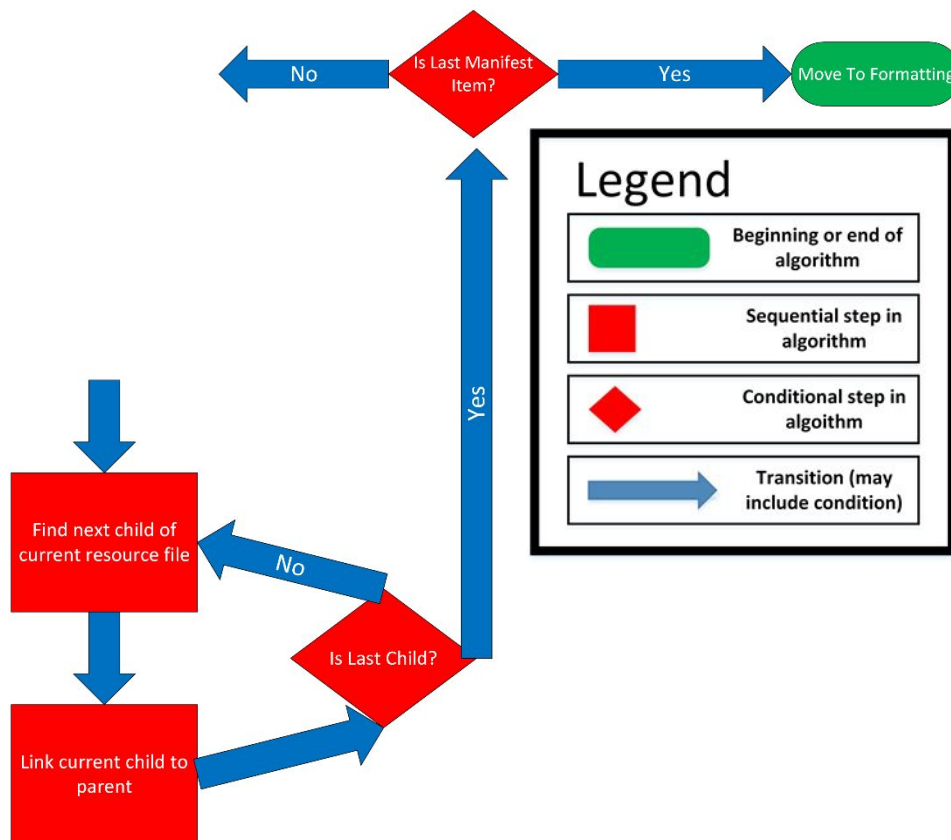 No
Is Last Manifest
Item?
Yes
Move To Formatting
Legend
Beginning or end of
algorithm
Sequential step in
algorithm
Conditional step in
algoithm
Transition (may
include condition)
Yes
Find next child of
current resource file
No
Is Last Child?
Link current child to
parent